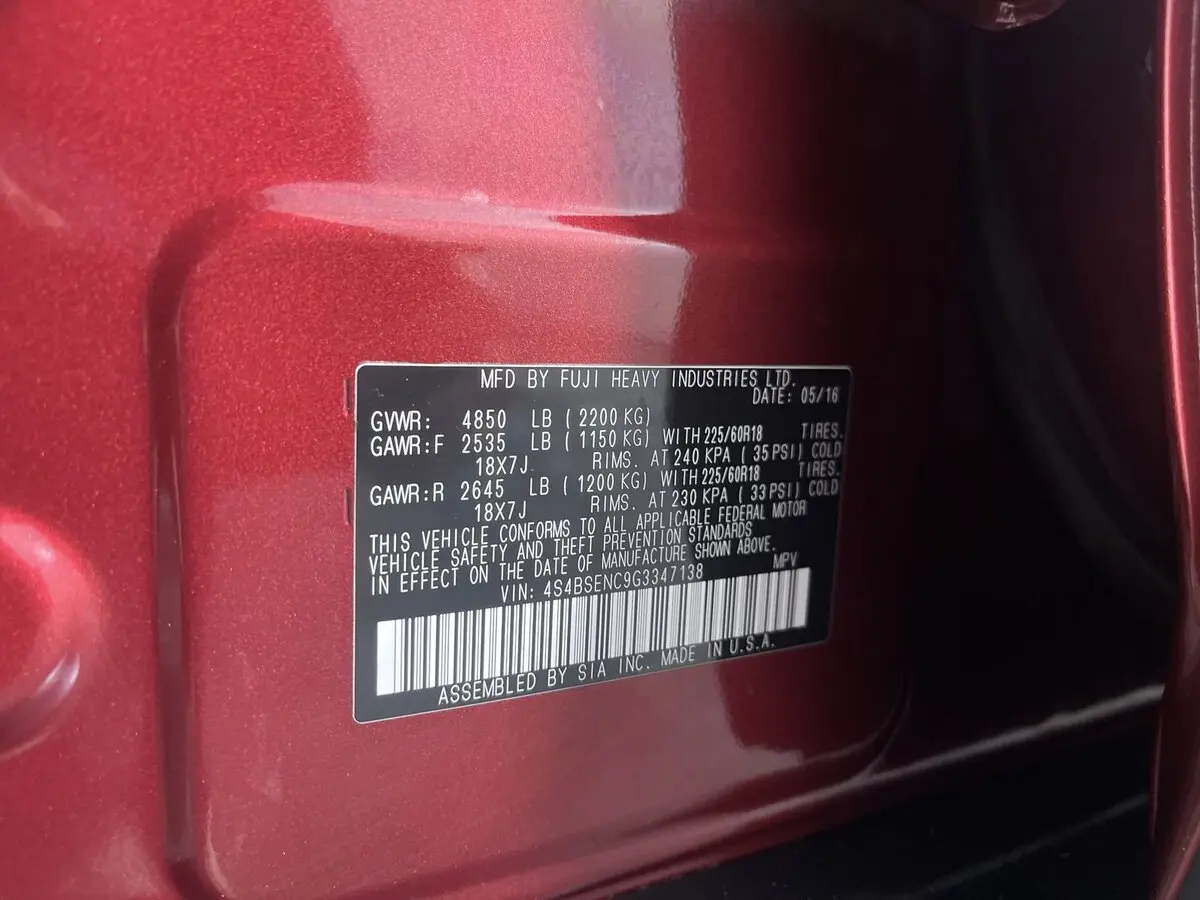 MFD BY FUJI HEAVY INDUSTRIES LTD.
DATE: 05/16
GVWR: 4850 LB ( 2200 KG)
GAWR:F 2535 LB ( 1150 KG) WITH 225/60R18 TIRES.
18X7J RIMS. AT 240 KPA ( 35 PSI) COLD
GAWR:R 2645 LB ( 1200 KG) WITH 225/60R18 TIRES.
18X7J RIMS. AT 230 KPA ( 33 PSI) COLD
THIS VEHICLE CONFORMS TO ALL APPLICABLE FEDERAL MOTOR
VEHICLE SAFETY AND THEFT PREVENTION STANDARDS
IN EFFECT ON THE DATE OF MANUFACTURE SHOWN ABOVE.
VIN: 4S4BSENC9G3347138 MPV
ASSEMBLED BY SIA INC. MADE IN U.S.A.